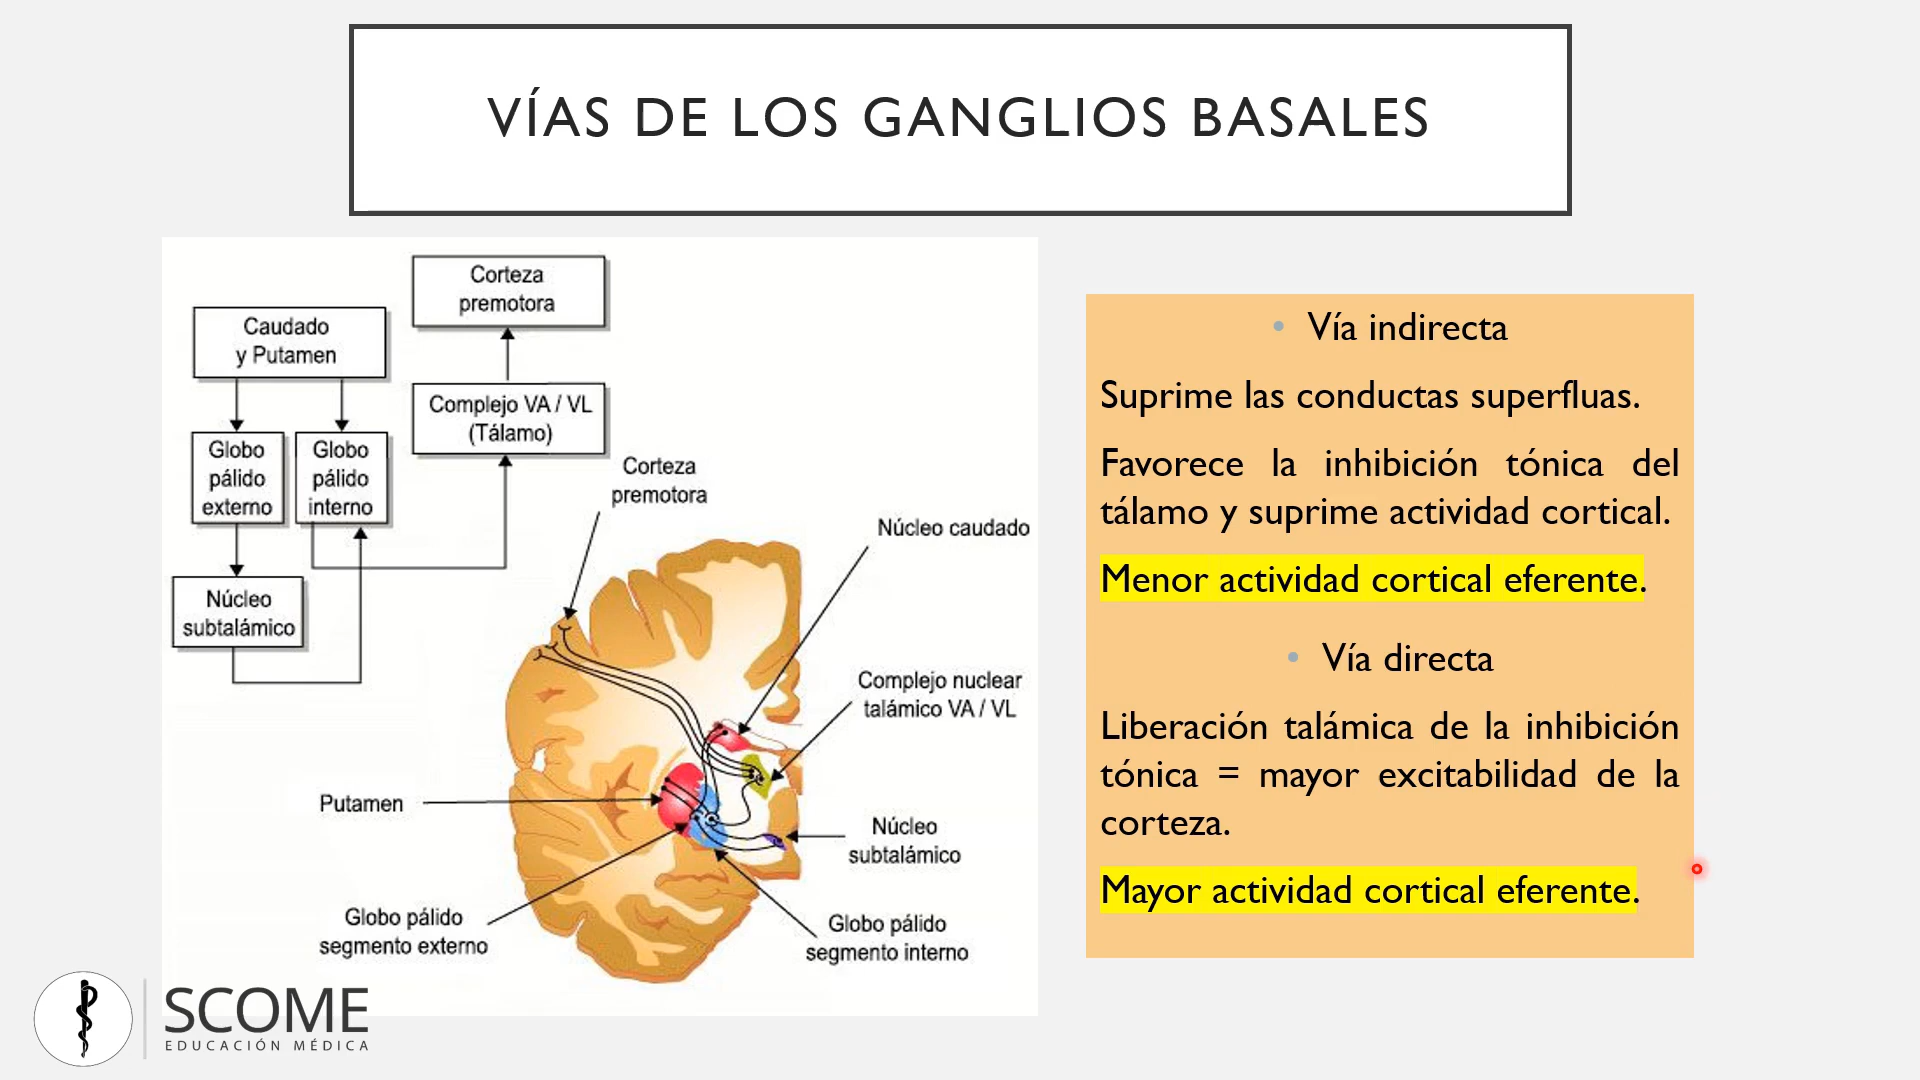 VÍAS DE LOS GANGLIOS BASALES
Corteza
premotora
Caudado
y Putamen
Complejo VA / VL
(Tálamo)
Globo
pálido
externo
Globo
pálido
interno
Núcleo
subtalámico
Corteza
premotora
Núcleo caudado
Complejo nuclear
talámico VA / VL
Putamen
Núcleo
subtalámico
Globo pálido
segmento externo
Globo pálido
segmento interno
• Vía indirecta
Suprime las conductas superfluas.
Favorece la inhibición tónica del
tálamo y suprime actividad cortical.
Menor actividad cortical eferente.
• Vía directa
Liberación talámica de la inhibición
tónica = mayor excitabilidad de la
corteza.
Mayor actividad cortical eferente.
SCOME
EDUCACIÓN MÉDICA